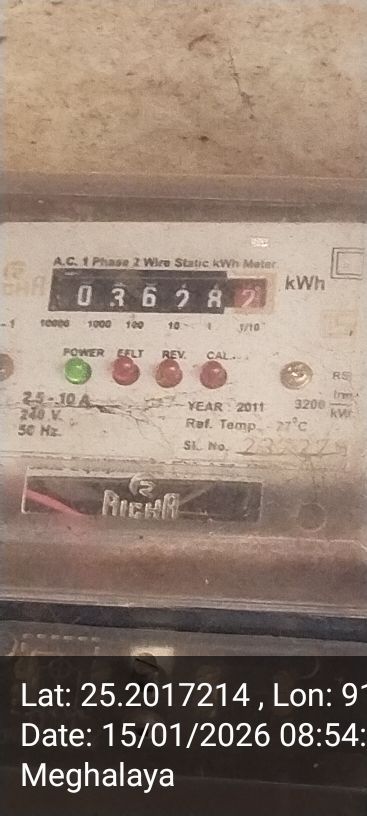 A.C. 1 Phase 2 Wire Static kWh Meter
0 3 6 2 8 2 kWh
10000 1000 100 10 1 1/10
POWER E/FLT REV. CAL.
2.5 - 10 A
YEAR 2011 3200
240 V.
Ref. Temp. 27°C
50 Hz.
Sl. No.
RICHA
Lat: 25.2017214 , Lon: 91
Date: 15/01/2026 08:54:
Meghalaya